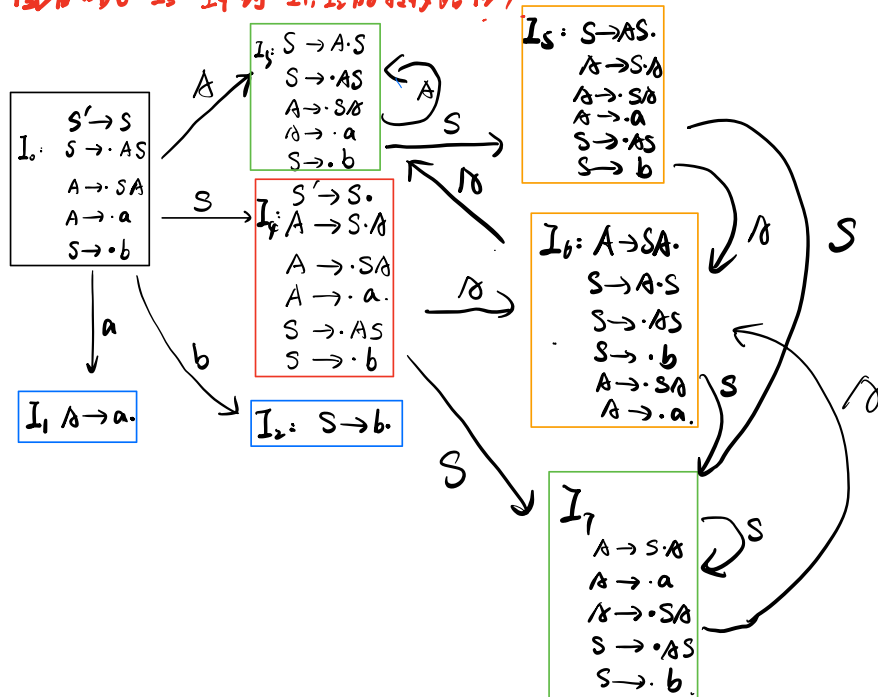 I₃: S → A·S
S → ·AS
A → ·SA
A → ·a
S → ·b
A
A
S
I₅: S → AS.
A → S·A
A → ·SA
A → ·a
S → ·AS
S → b
I₀:
S' → S
S → ·AS
A → ·SA
A → ·a
S → ·b
S
A
I₄:
S' → S.
A → S·A
A → ·SA
A → ·a.
S → ·AS
S → ·b
A
A
S
I₆: A → SA.
S → A·S
S → ·AS
S → ·b
A → ·SA
A → ·a.
S
A
a
b
I₁ A → a.
I₂: S → b.
S
I₇
A → S·A
A → ·a
A → ·SA
S → ·AS
S → ·b.
S